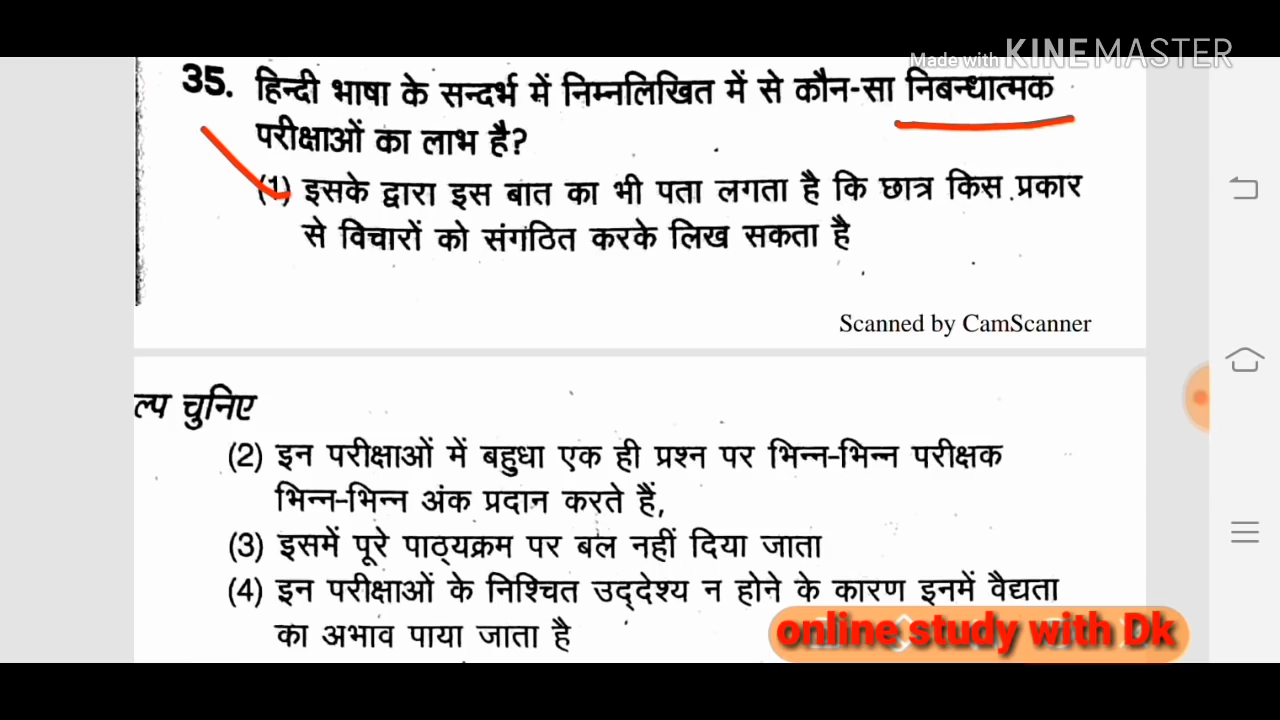 Made with KINEMASTER
35. हिन्दी भाषा के सन्दर्भ में निम्नलिखित में से कौन-सा निबन्धात्मक
परीक्षाओं का लाभ है?
(1) इसके द्वारा इस बात का भी पता लगता है कि छात्र किस प्रकार
से विचारों को संगठित करके लिख सकता है
Scanned by CamScanner
ल्प चुनिए
(2) इन परीक्षाओं में बहुधा एक ही प्रश्न पर भिन्न-भिन्न परीक्षक
भिन्न-भिन्न अंक प्रदान करते हैं,
(3) इसमें पूरे पाठ्यक्रम पर बल नहीं दिया जाता
(4) इन परीक्षाओं के निश्चित उद्देश्य न होने के कारण इनमें वैद्यता
का अभाव पाया जाता है
online study with Dk